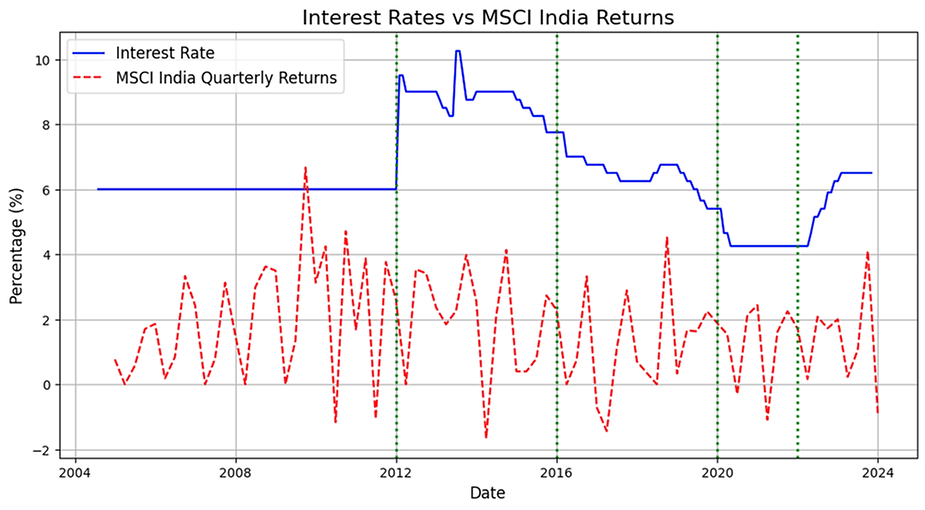 Interest Rates vs MSCI India Returns
Interest Rate
MSCI India Quarterly Returns
Percentage (%)
10
8
6
4
2
0
−2
2004 2008 2012 2016 2020 2024
Date